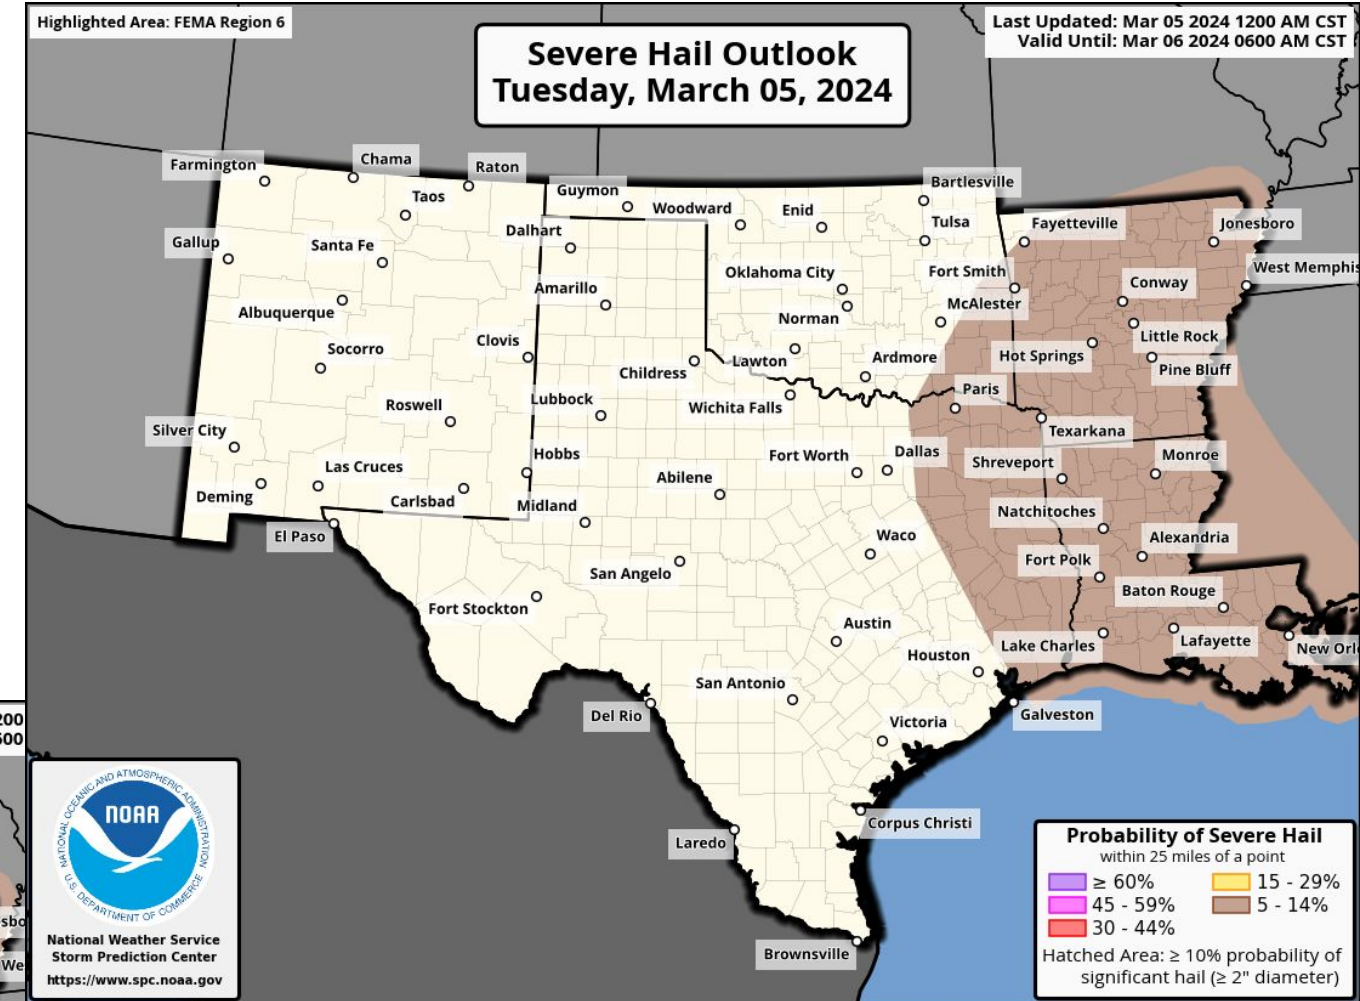 Highlighted Area: FEMA Region 6
Last Updated: Mar 05 2024 1200 AM CST
Valid Until: Mar 06 2024 0600 AM CST
Severe Hail Outlook
Tuesday, March 05, 2024
Farmington
Chama
Raton
Taos
Guymon
Woodward
Enid
Bartlesville
Tulsa
Fayetteville
Jonesboro
Gallup
Santa Fe
Dalhart
Oklahoma City
Fort Smith
West Memphis
Albuquerque
Amarillo
Norman
McAlester
Conway
Socorro
Clovis
Childress
Lawton
Ardmore
Hot Springs
Little Rock
Pine Bluff
Roswell
Lubbock
Wichita Falls
Paris
Texarkana
Silver City
Las Cruces
Hobbs
Abilene
Fort Worth
Dallas
Shreveport
Monroe
Deming
Carlsbad
Midland
Natchitoches
El Paso
San Angelo
Waco
Fort Polk
Alexandria
Fort Stockton
Austin
Baton Rouge
Houston
Lake Charles
Lafayette
New Orl
San Antonio
Del Rio
Victoria
Galveston
Laredo
Corpus Christi
Brownsville
200
600
sbo
We
NATIONAL OCEANIC AND ATMOSPHERIC ADMINISTRATION
NOAA
U.S. DEPARTMENT OF COMMERCE
National Weather Service
Storm Prediction Center
https://www.spc.noaa.gov
Probability of Severe Hail
within 25 miles of a point
≥ 60% 15 - 29%
45 - 59% 5 - 14%
30 - 44%
Hatched Area: ≥ 10% probability of
significant hail (≥ 2" diameter)